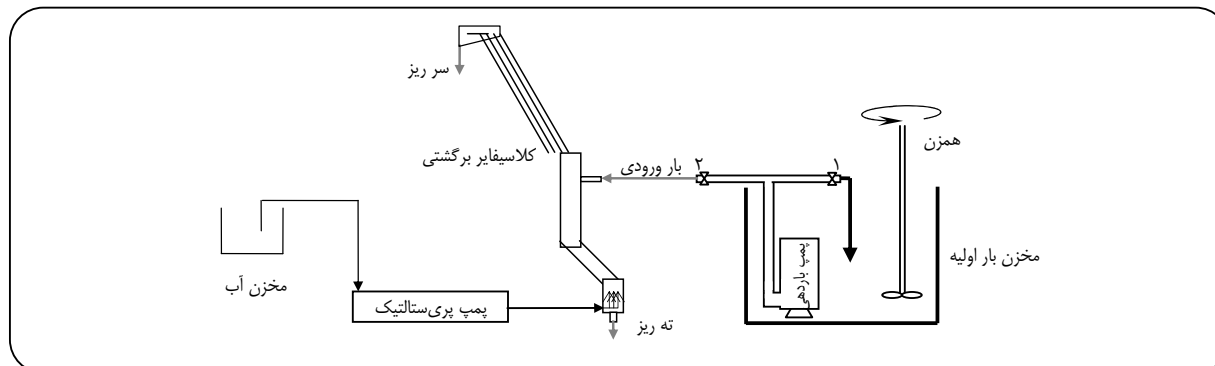 سر ریز
همزن
کلاسیفایر برگشتی
بار ورودی
۲
۱
مخزن بار اولیه
پمپ باردهی
مخزن آب
پمپ پری‌ستالتیک
ته ریز